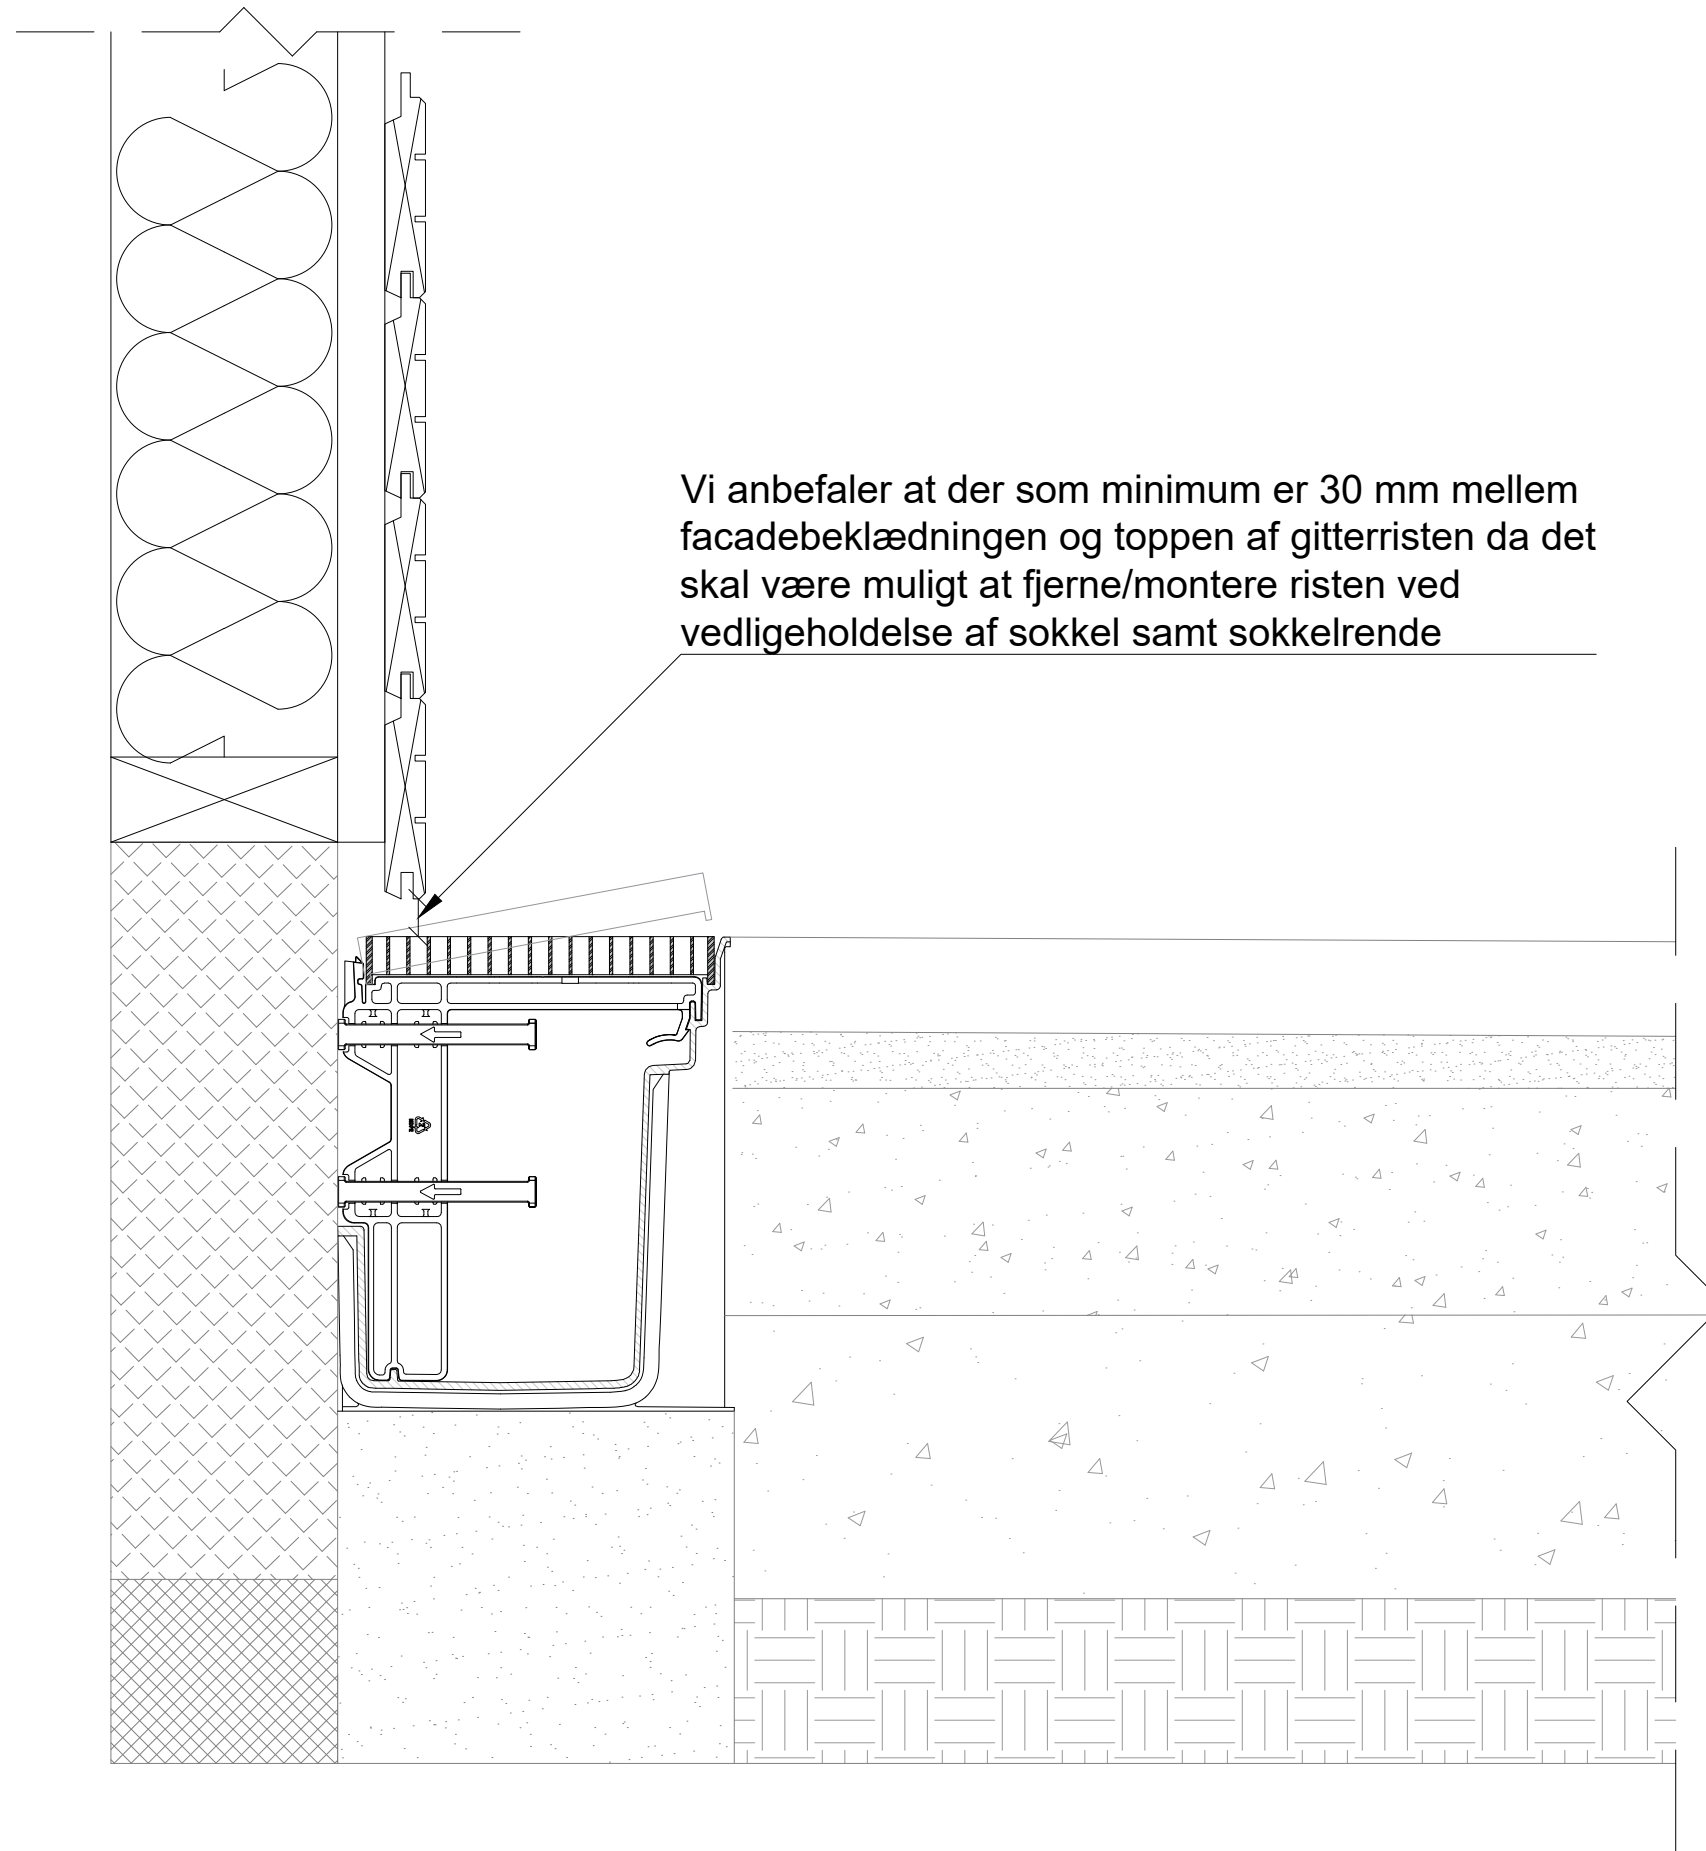 Vi anbefaler at der som minimum er 30 mm mellem
facadebeklædningen og toppen af gitterristen da det
skal være muligt at fjerne/montere risten ved
vedligeholdelse af sokkel samt sokkelrende